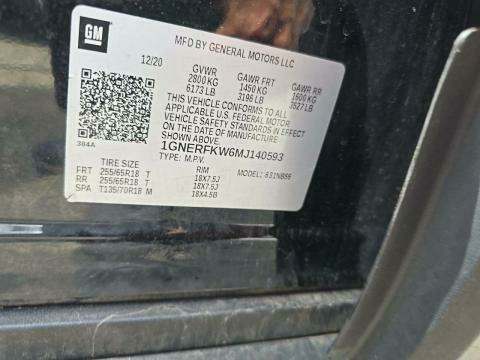 GM
MFD BY GENERAL MOTORS LLC
12/20
GVWR GAWR FRT GAWR RR
2800 KG 1450 KG 1600 KG
6173 LB 3196 LB 3527 LB
THIS VEHICLE CONFORMS TO ALL
APPLICABLE U.S. FEDERAL MOTOR
VEHICLE SAFETY STANDARDS IN EFFECT
ON THE DATE OF MANUFACTURE
SHOWN ABOVE.
1GNERFKW6MJ140593
TYPE: M.P.V. MODEL:
384A
TIRE SIZE RIM
FRT 255/65R18 T 18X7.5J
RR 255/65R18 T 18X7.5J
SPA T135/70R18 M 18X4.5B